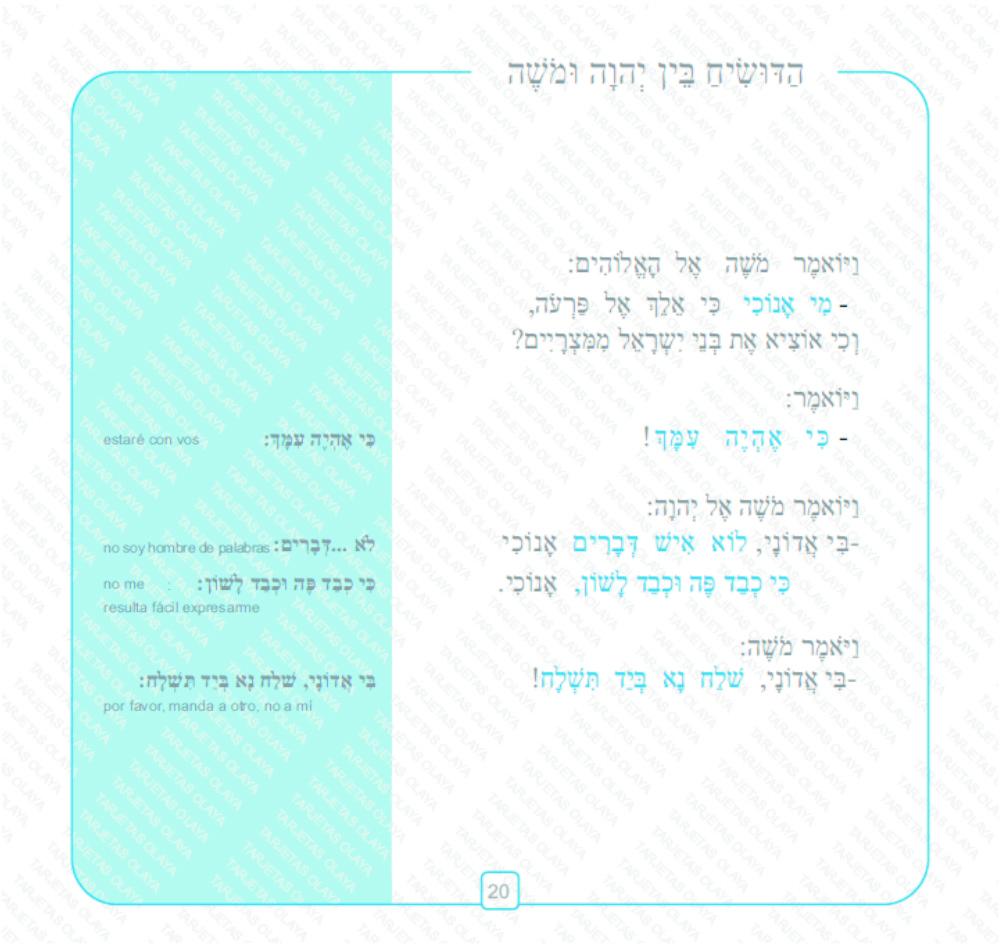 הַדּוּשִׂיחַ בֵּין יְהוָה וּמֹשֶׁה
וַיּוֹאמֶר מֹשֶׁה אֶל הָאֱלוֹהִים:
- מִי אָנוֹכִי כִּי אֵלֵךְ אֶל פַּרְעֹה,
וְכִי אוֹצִיא אֶת בְּנֵי יִשְׂרָאֵל מִמִּצְרָיִים?
וַיּוֹאמֶר:
- כִּי אֶהְיֶה עִמָּךְ!
וַיּוֹאמֶר מֹשֶׁה אֶל יְהוָה:
-בִּי אֲדוֹנָי, לוֹא אִישׁ דְּבָרִים אָנוֹכִי
כִּי כְבַד פֶּה וּכְבַד לָשׁוֹן, אָנוֹכִי.
וַיֹּאמֶר מֹשֶׁה:
-בִּי אֲדוֹנָי, שׁלַח נָא בְּיַד תִּשְׁלָח!
כִּי אֶהְיֶה עִמָּךְ: estaré con vos
לֹא ...דְּבָרִים: no soy hombre de palabras
כִּי כְבַד פֶּה וּכְבַד לָשׁוֹן: : no me
resulta fácil expresarme
בִּי אֲדוֹנָי, שׁלַח נָא בְּיַד תִּשְׁלָח:
por favor, manda a otro, no a mí
20
TARJETAS OLAYA